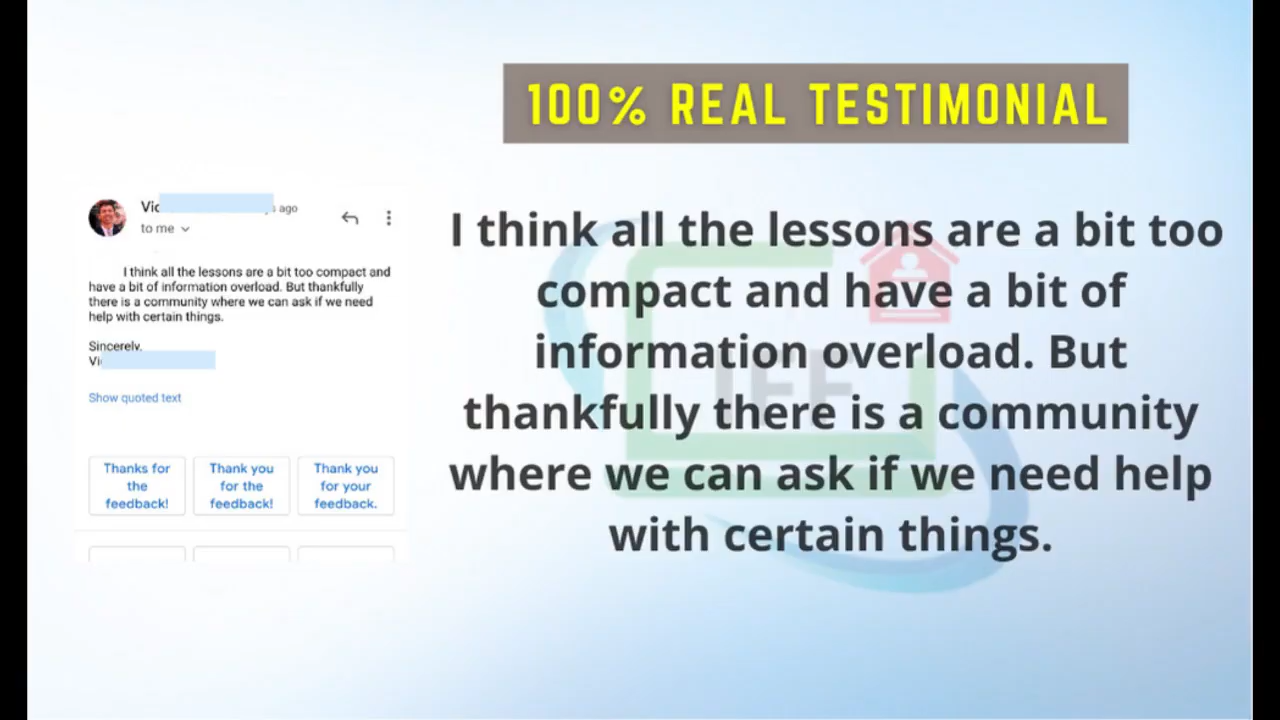 100% REAL TESTIMONIAL
Vic
ago
to me
I think all the lessons are a bit too compact and
have a bit of information overload. But thankfully
there is a community where we can ask if we need
help with certain things.
Sincerely,
Vi
Show quoted text
Thanks for
the
feedback!
Thank you
for the
feedback!
Thank you
for your
feedback.
I think all the lessons are a bit too
compact and have a bit of
information overload. But
thankfully there is a community
where we can ask if we need help
with certain things.